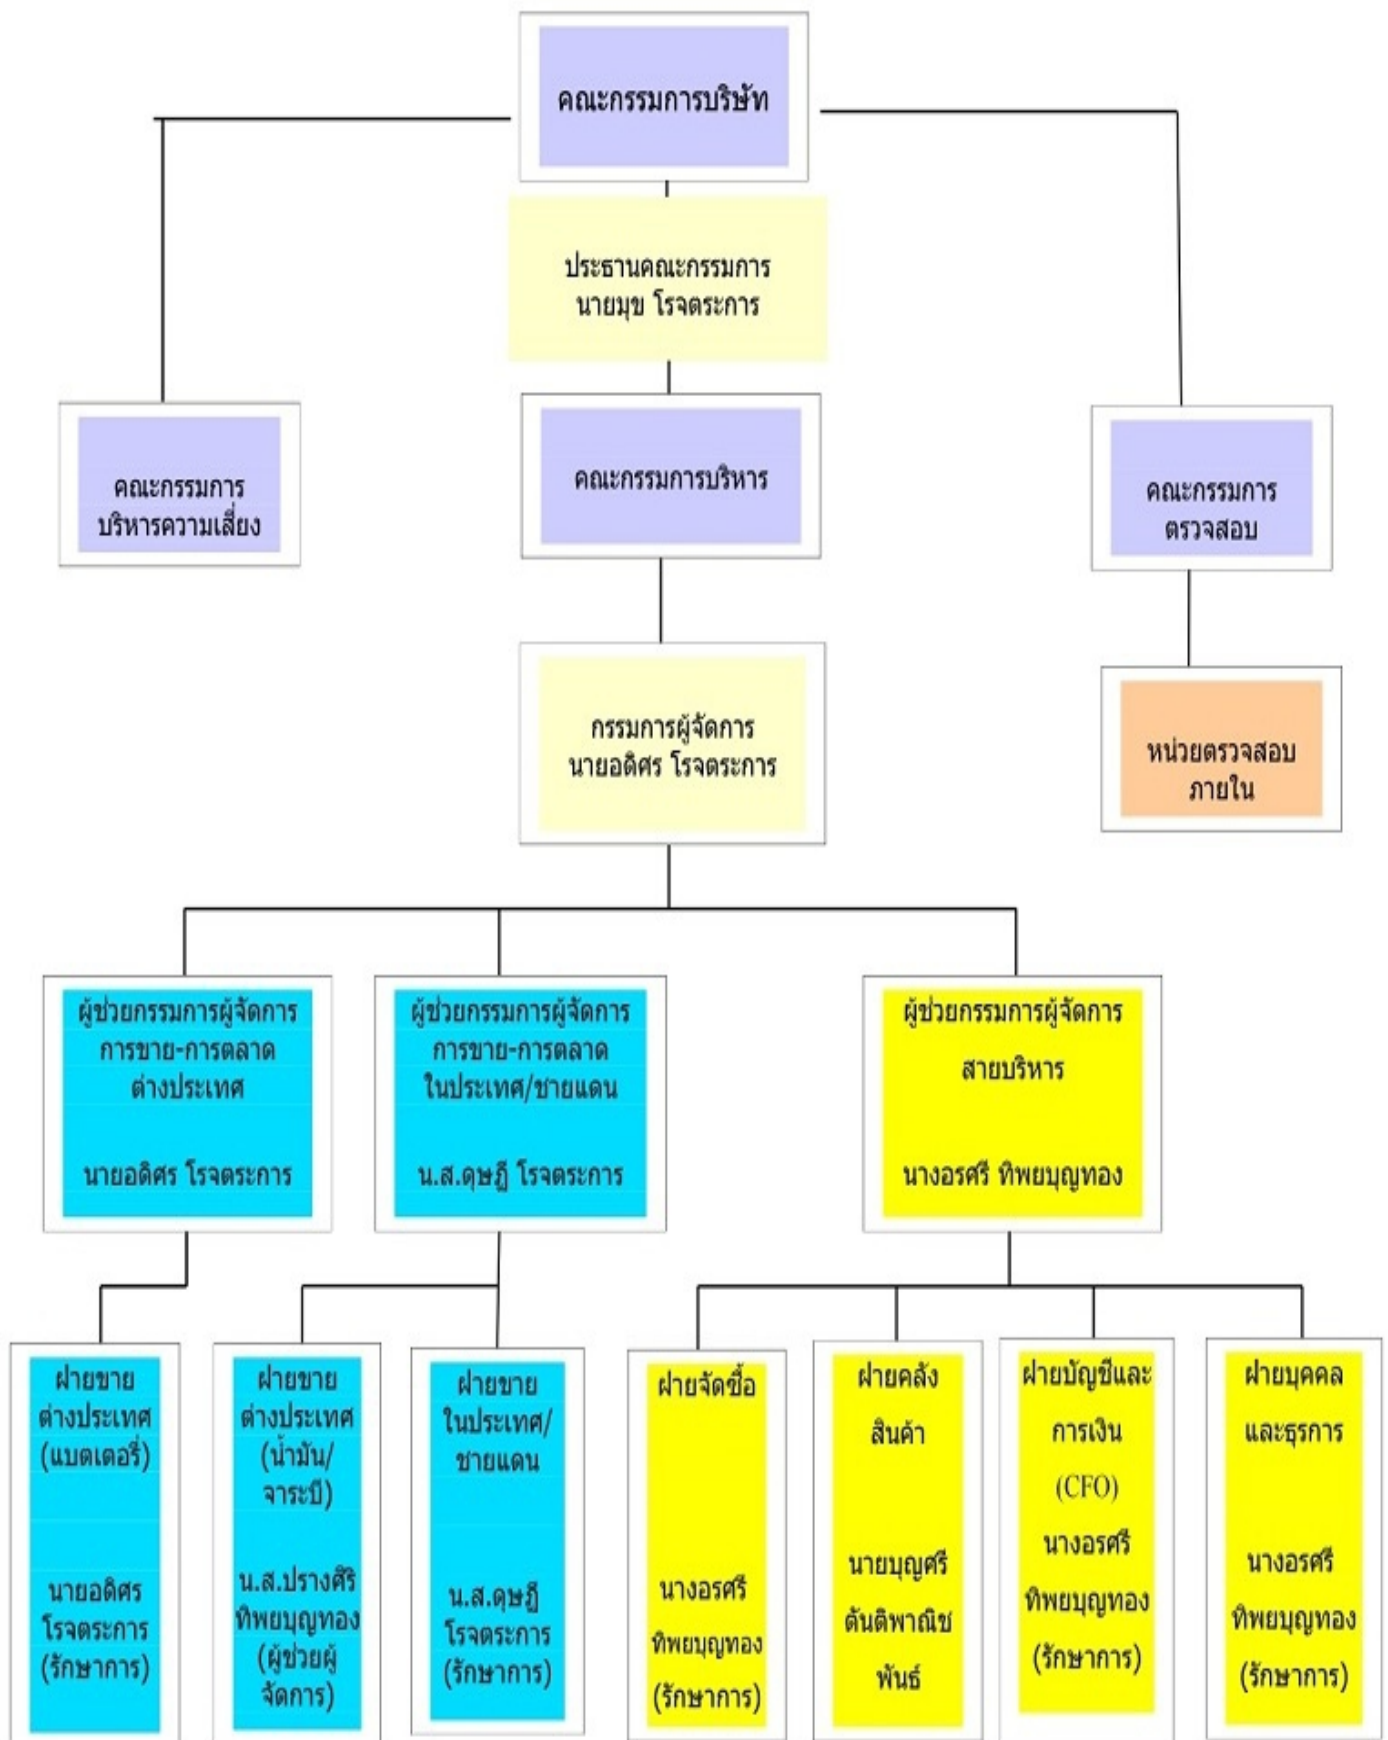 คณะกรรมการบริษัท
ประธานคณะกรรมการ
นายมุข โรจตระการ
คณะกรรมการ
บริหารความเสี่ยง
คณะกรรมการบริหาร
คณะกรรมการ
ตรวจสอบ
กรรมการผู้จัดการ
นายอดิศร โรจตระการ
หน่วยตรวจสอบ
ภายใน
ผู้ช่วยกรรมการผู้จัดการ
การขาย-การตลาด
ต่างประเทศ
นายอดิศร โรจตระการ
ผู้ช่วยกรรมการผู้จัดการ
การขาย-การตลาด
ในประเทศ/ชายแดน
น.ส.ดุษฎี โรจตระการ
ผู้ช่วยกรรมการผู้จัดการ
สายบริหาร
นางอรศรี ทิพยบุญทอง
ฝ่ายขาย
ต่างประเทศ
(แบตเตอรี่)
นายอดิศร
โรจตระการ
(รักษาการ)
ฝ่ายขาย
ต่างประเทศ
(น้ำมัน/
จาระบี)
น.ส.ปรางศิริ
ทิพยบุญทอง
(ผู้ช่วยผู้
จัดการ)
ฝ่ายขาย
ในประเทศ/
ชายแดน
น.ส.ดุษฎี
โรจตระการ
(รักษาการ)
ฝ่ายจัดซื้อ
นางอรศรี
ทิพยบุญทอง
(รักษาการ)
ฝ่ายคลัง
สินค้า
นายบุญศรี
ตันติพาณิช
พันธ์
ฝ่ายบัญชีและ
การเงิน
(CFO)
นางอรศรี
ทิพยบุญทอง
(รักษาการ)
ฝ่ายบุคคล
และธุรการ
นางอรศรี
ทิพยบุญทอง
(รักษาการ)